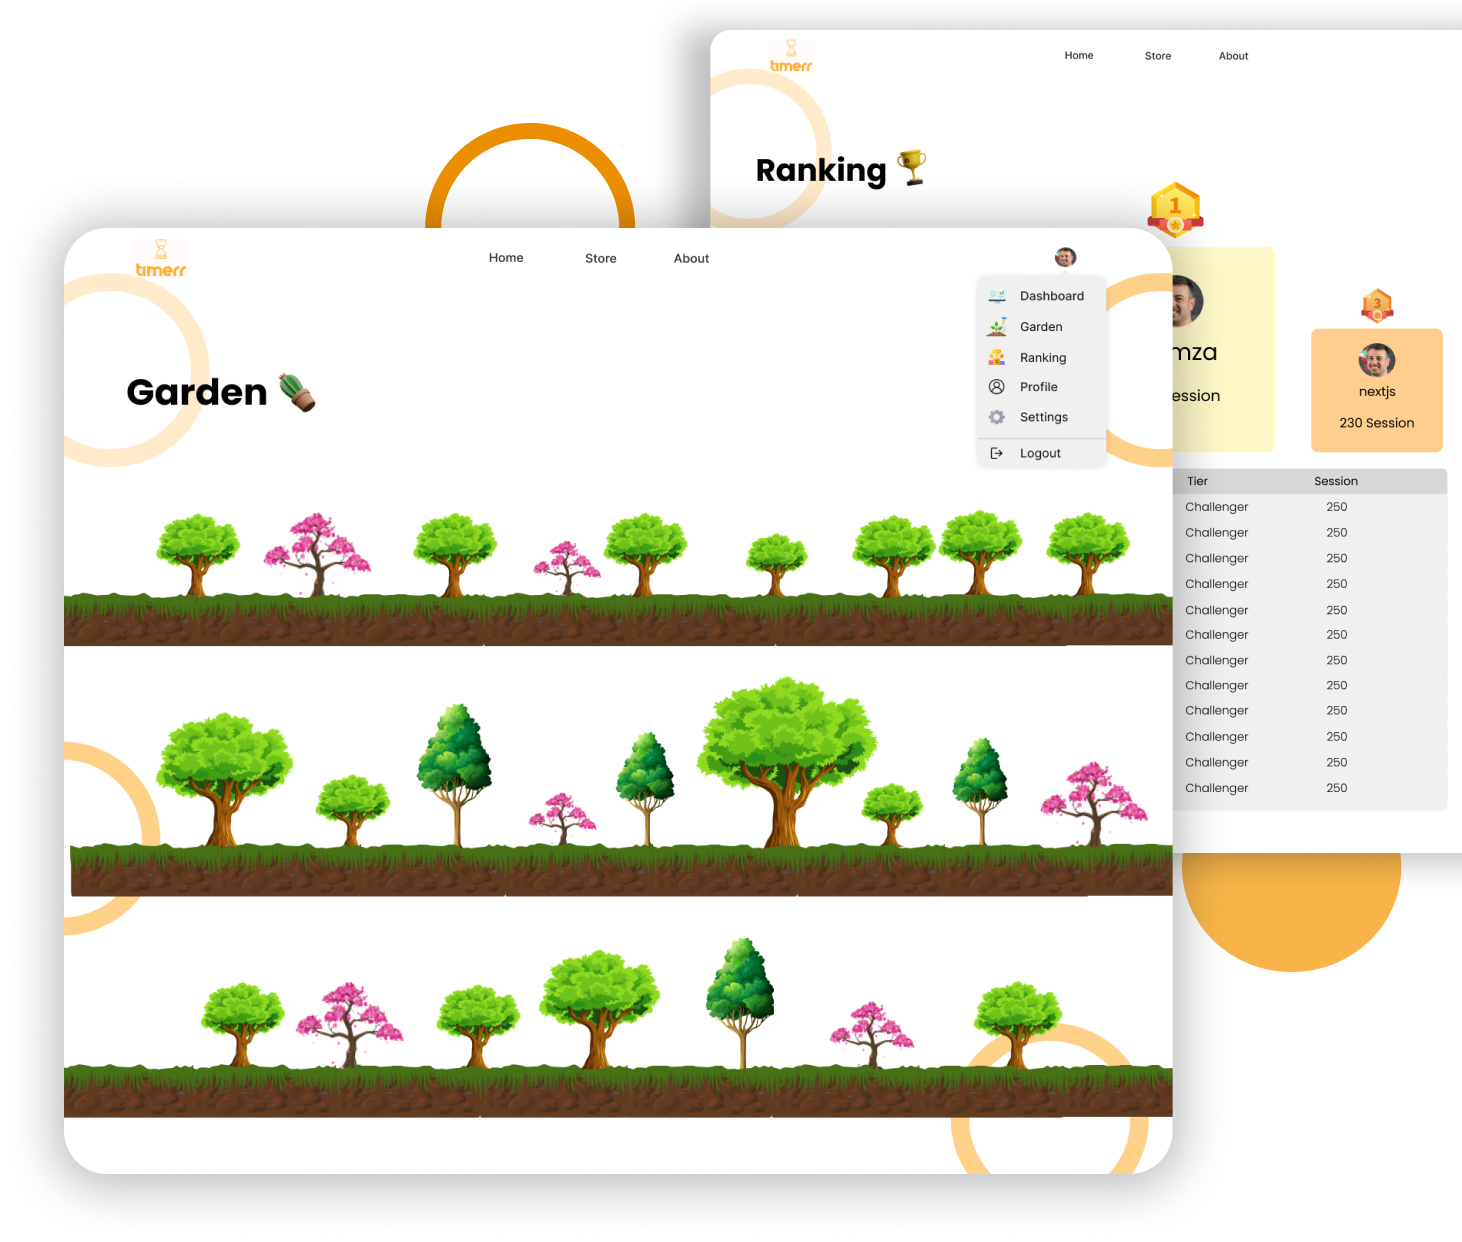 timerr
Home Store About
Ranking
1
timerr
Home Store About
Dashboard
Garden
Ranking
Profile
Settings
Logout
Garden
mza
ession
3
nextjs
230 Session
Tier Session
Challenger 250
Challenger 250
Challenger 250
Challenger 250
Challenger 250
Challenger 250
Challenger 250
Challenger 250
Challenger 250
Challenger 250
Challenger 250
Challenger 250